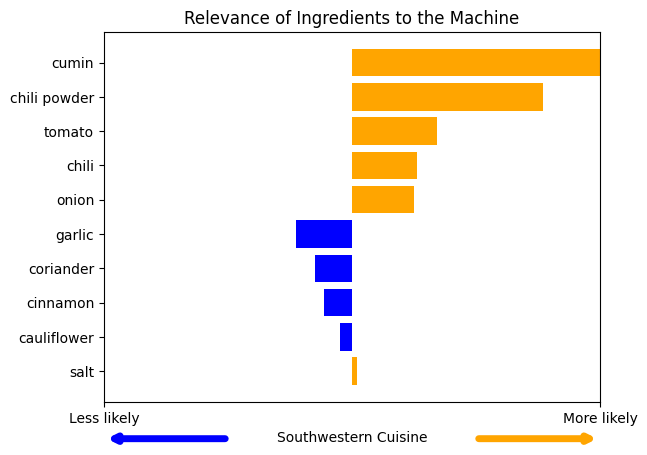 Relevance of Ingredients to the Machine
cumin
chili powder
tomato
chili
onion
garlic
coriander
cinnamon
cauliflower
salt
Less likely
More likely
Southwestern Cuisine